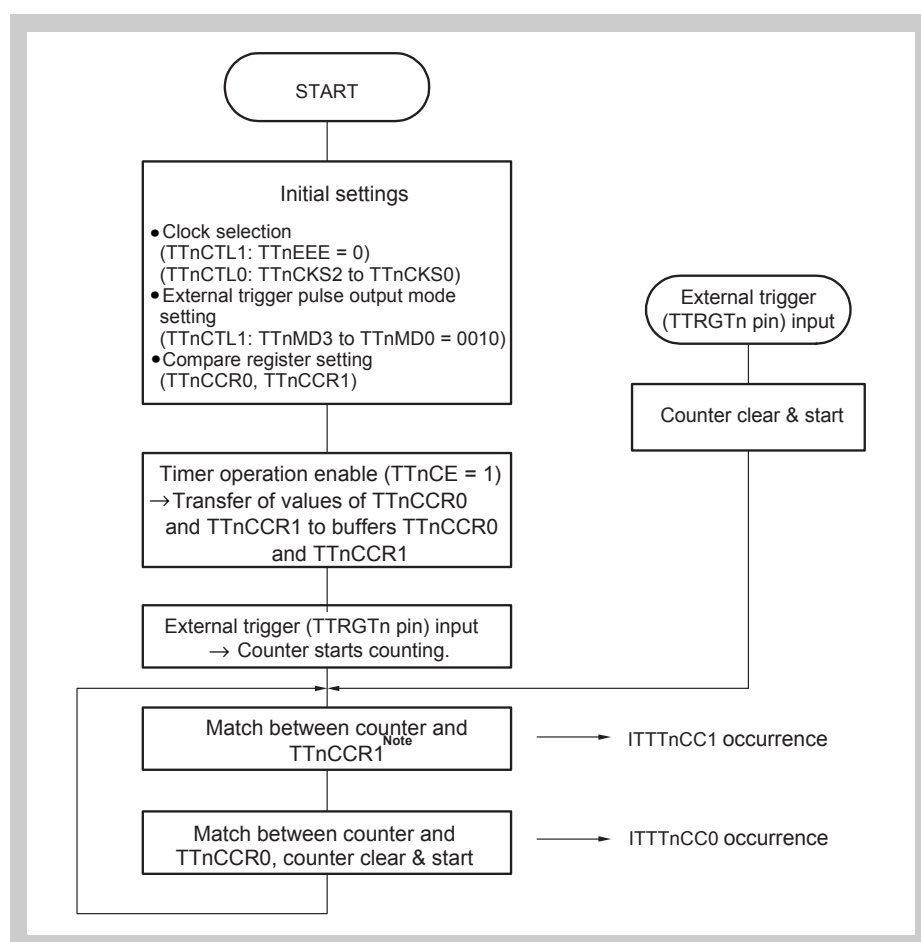 START
Initial settings
●Clock selection
(TTnCTL1: TTnEEE = 0)
(TTnCTL0: TTnCKS2 to TTnCKS0)
●External trigger pulse output mode
setting
(TTnCTL1: TTnMD3 to TTnMD0 = 0010)
●Compare register setting
(TTnCCR0, TTnCCR1)
External trigger
(TTRGTn pin) input
Counter clear & start
Timer operation enable (TTnCE = 1)
→Transfer of values of TTnCCR0
and TTnCCR1 to buffers TTnCCR0
and TTnCCR1
External trigger (TTRGTn pin) input
→ Counter starts counting.
Match between counter and
TTnCCR1Note
ITTTnCC1 occurrence
Match between counter and
TTnCCR0, counter clear & start
ITTTnCC0 occurrence